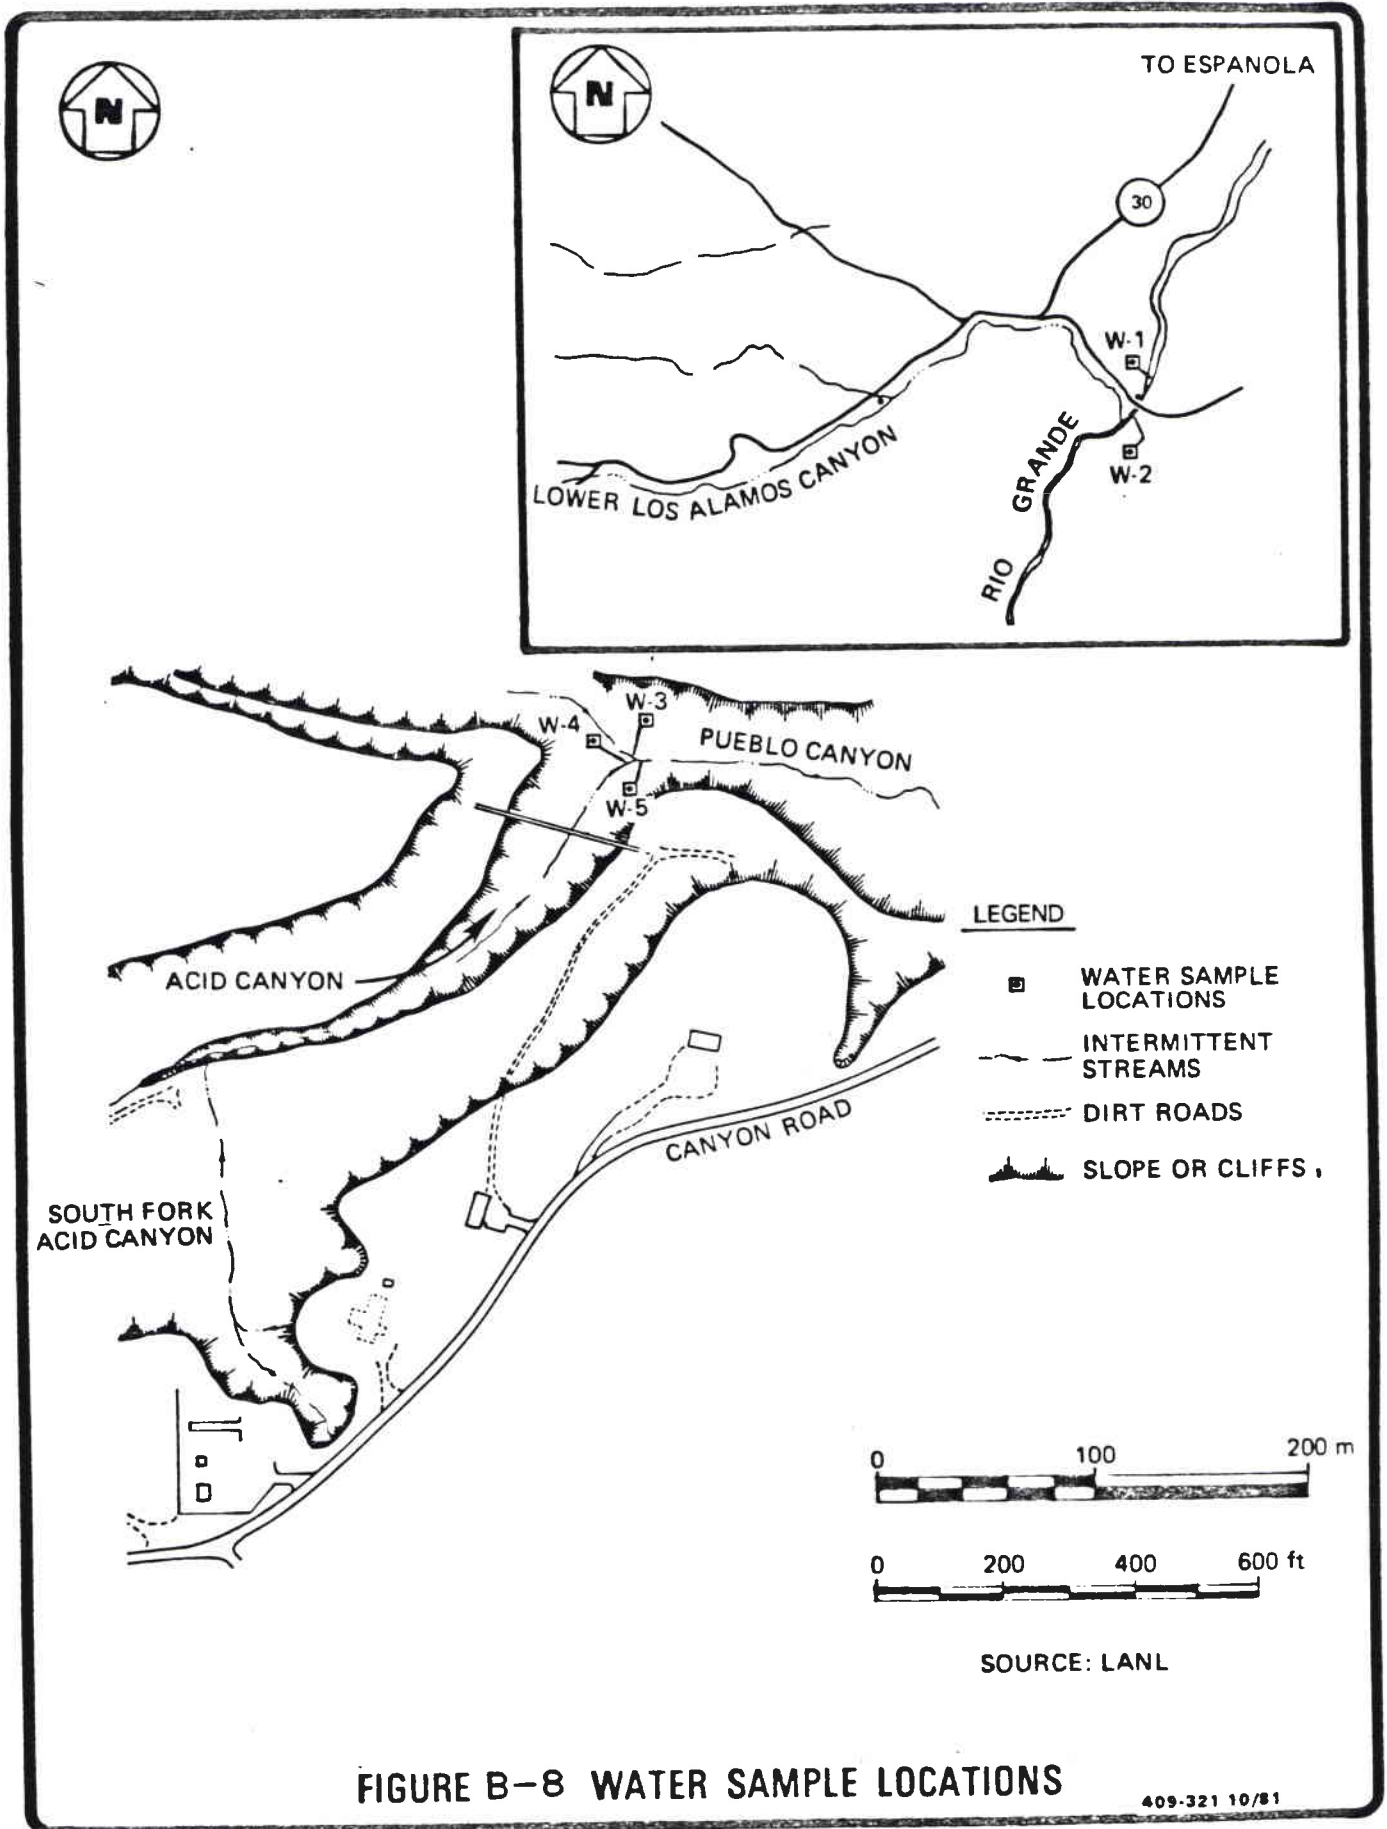 N
N
TO ESPANOLA
30
W-1
W-2
RIO GRANDE
LOWER LOS ALAMOS CANYON
W-3
W-4
PUEBLO CANYON
W-5
ACID CANYON
LEGEND
WATER SAMPLE
LOCATIONS
INTERMITTENT
STREAMS
DIRT ROADS
SLOPE OR CLIFFS
CANYON ROAD
SOUTH FORK
ACID CANYON
0 100 200 m
0 200 400 600 ft
SOURCE: LANL
FIGURE B-8 WATER SAMPLE LOCATIONS
409-321 10/81